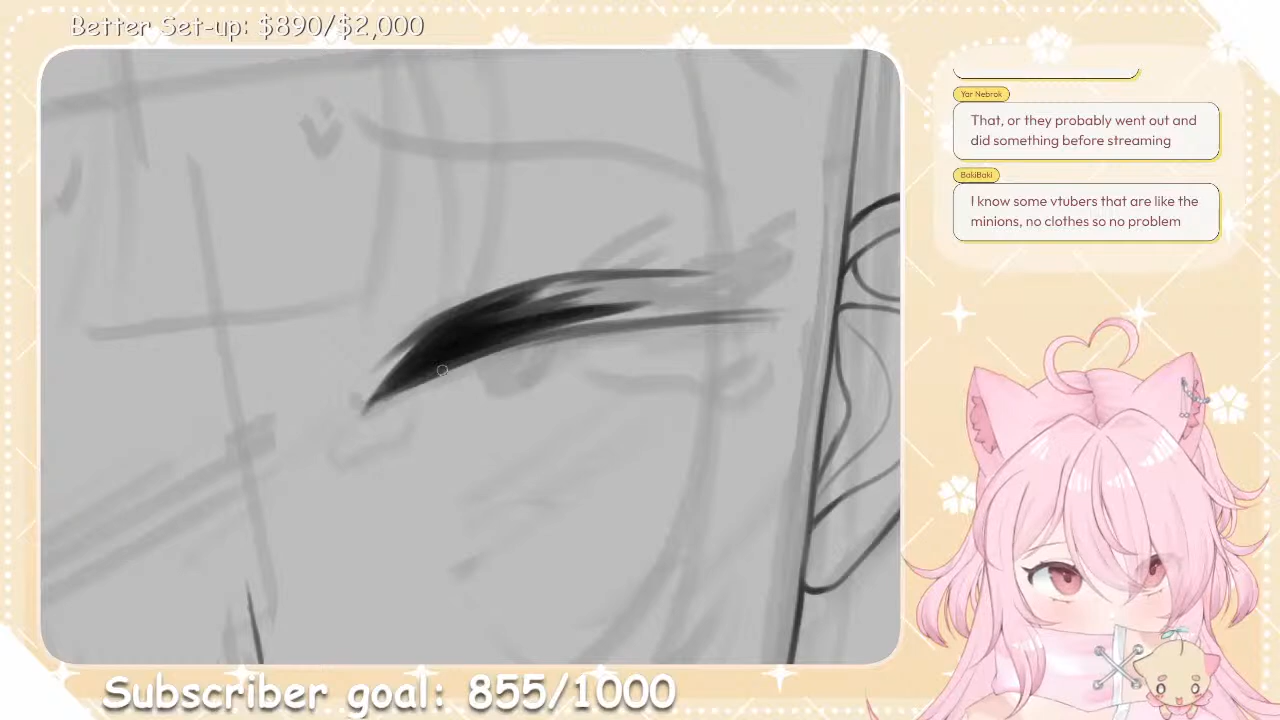 Better Set-up: $890/$2,000
Yar Nebrok
That, or they probably went out and
did something before streaming
BakiBaki
I know some vtubers that are like the
minions, no clothes so no problem
Subscriber goal: 855/1000